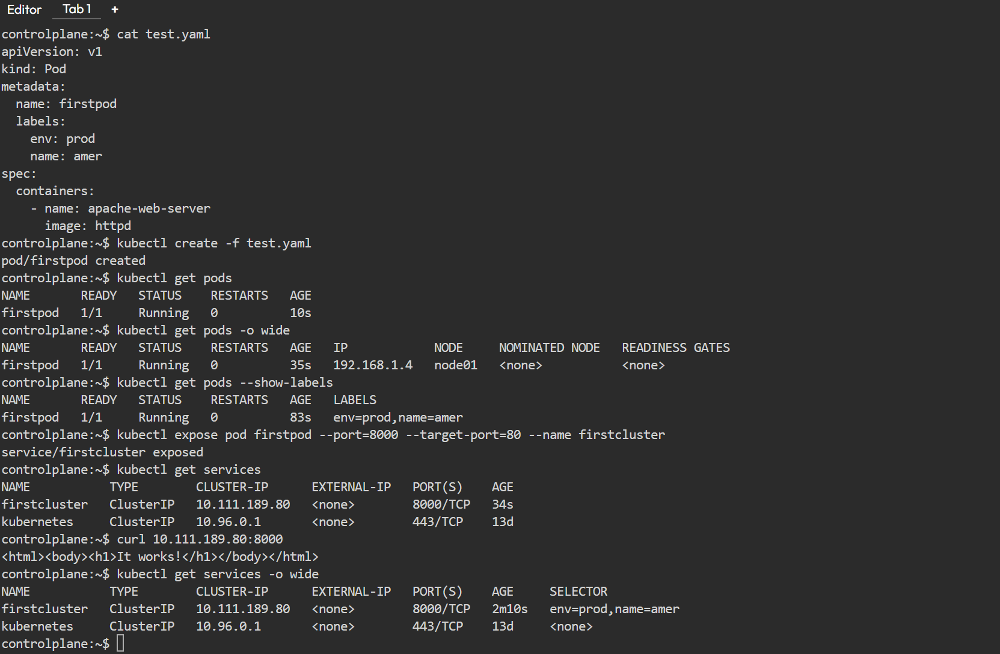 Editor Tab 1 +
controlplane:~$ cat test.yaml
apiVersion: v1
kind: Pod
metadata:
  name: firstpod
  labels:
    env: prod
    name: amer
spec:
  containers:
    - name: apache-web-server
      image: httpd
controlplane:~$ kubectl create -f test.yaml
pod/firstpod created
controlplane:~$ kubectl get pods
NAME       READY   STATUS    RESTARTS   AGE
firstpod   1/1     Running   0          10s
controlplane:~$ kubectl get pods -o wide
NAME       READY   STATUS    RESTARTS   AGE   IP            NODE     NOMINATED NODE   READINESS GATES
firstpod   1/1     Running   0          35s   192.168.1.4   node01   <none>           <none>
controlplane:~$ kubectl get pods --show-labels
NAME       READY   STATUS    RESTARTS   AGE   LABELS
firstpod   1/1     Running   0          83s   env=prod,name=amer
controlplane:~$ kubectl expose pod firstpod --port=8000 --target-port=80 --name firstcluster
service/firstcluster exposed
controlplane:~$ kubectl get services
NAME           TYPE        CLUSTER-IP      EXTERNAL-IP   PORT(S)    AGE
firstcluster   ClusterIP   10.111.189.80   <none>        8000/TCP   34s
kubernetes     ClusterIP   10.96.0.1       <none>        443/TCP    13d
controlplane:~$ curl 10.111.189.80:8000
<html><body><h1>It works!</h1></body></html>
controlplane:~$ kubectl get services -o wide
NAME           TYPE        CLUSTER-IP      EXTERNAL-IP   PORT(S)    AGE     SELECTOR
firstcluster   ClusterIP   10.111.189.80   <none>        8000/TCP   2m10s   env=prod,name=amer
kubernetes     ClusterIP   10.96.0.1       <none>        443/TCP    13d     <none>
controlplane:~$